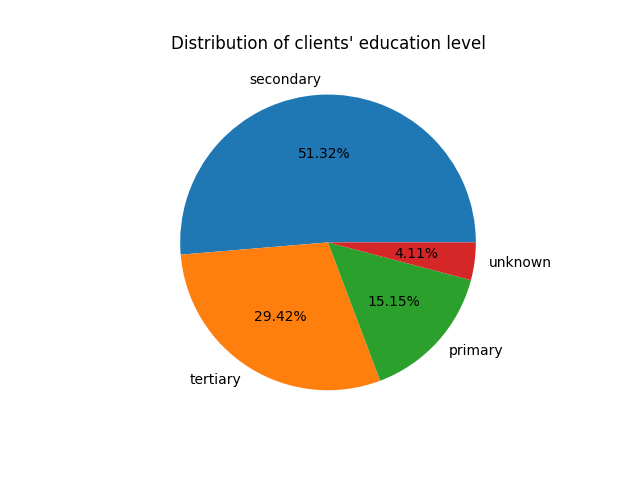 Distribution of clients' education level
secondary
51.32%
4.11%
unknown
15.15%
29.42%
primary
tertiary